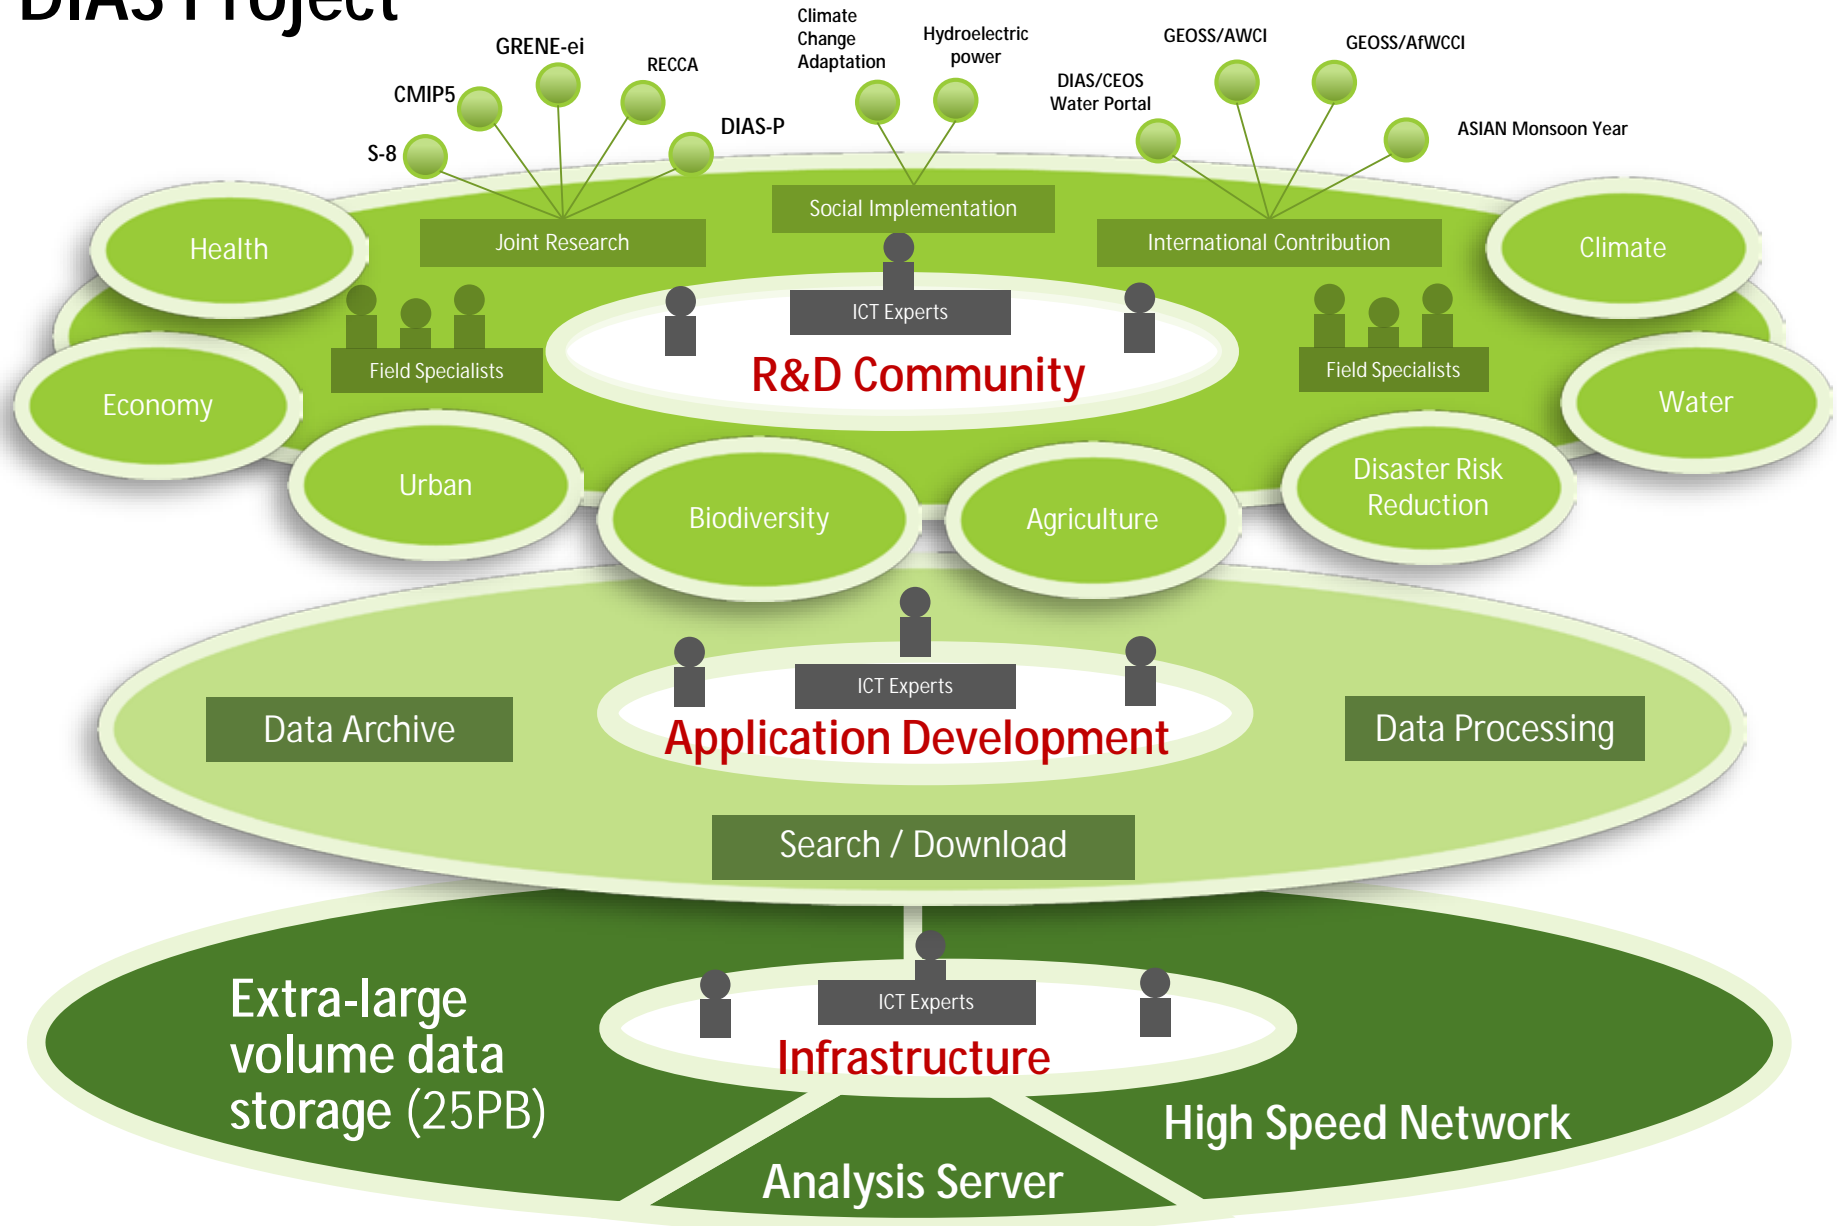 DIAS Project
Climate
Change
Adaptation
Hydroelectric
power
GEOSS/AWCI
GEOSS/AfWCCI
GRENE-ei
RECCA
CMIP5
DIAS/CEOS
Water Portal
DIAS-P
ASIAN Monsoon Year
S-8
Social Implementation
Joint Research
International Contribution
Health
Climate
ICT Experts
Field Specialists
R&D Community
Field Specialists
Economy
Water
Urban
Biodiversity
Agriculture
Disaster Risk
Reduction
ICT Experts
Data Archive
Application Development
Data Processing
Search / Download
ICT Experts
Extra-large
volume data
storage (25PB)
Infrastructure
High Speed Network
Analysis Server